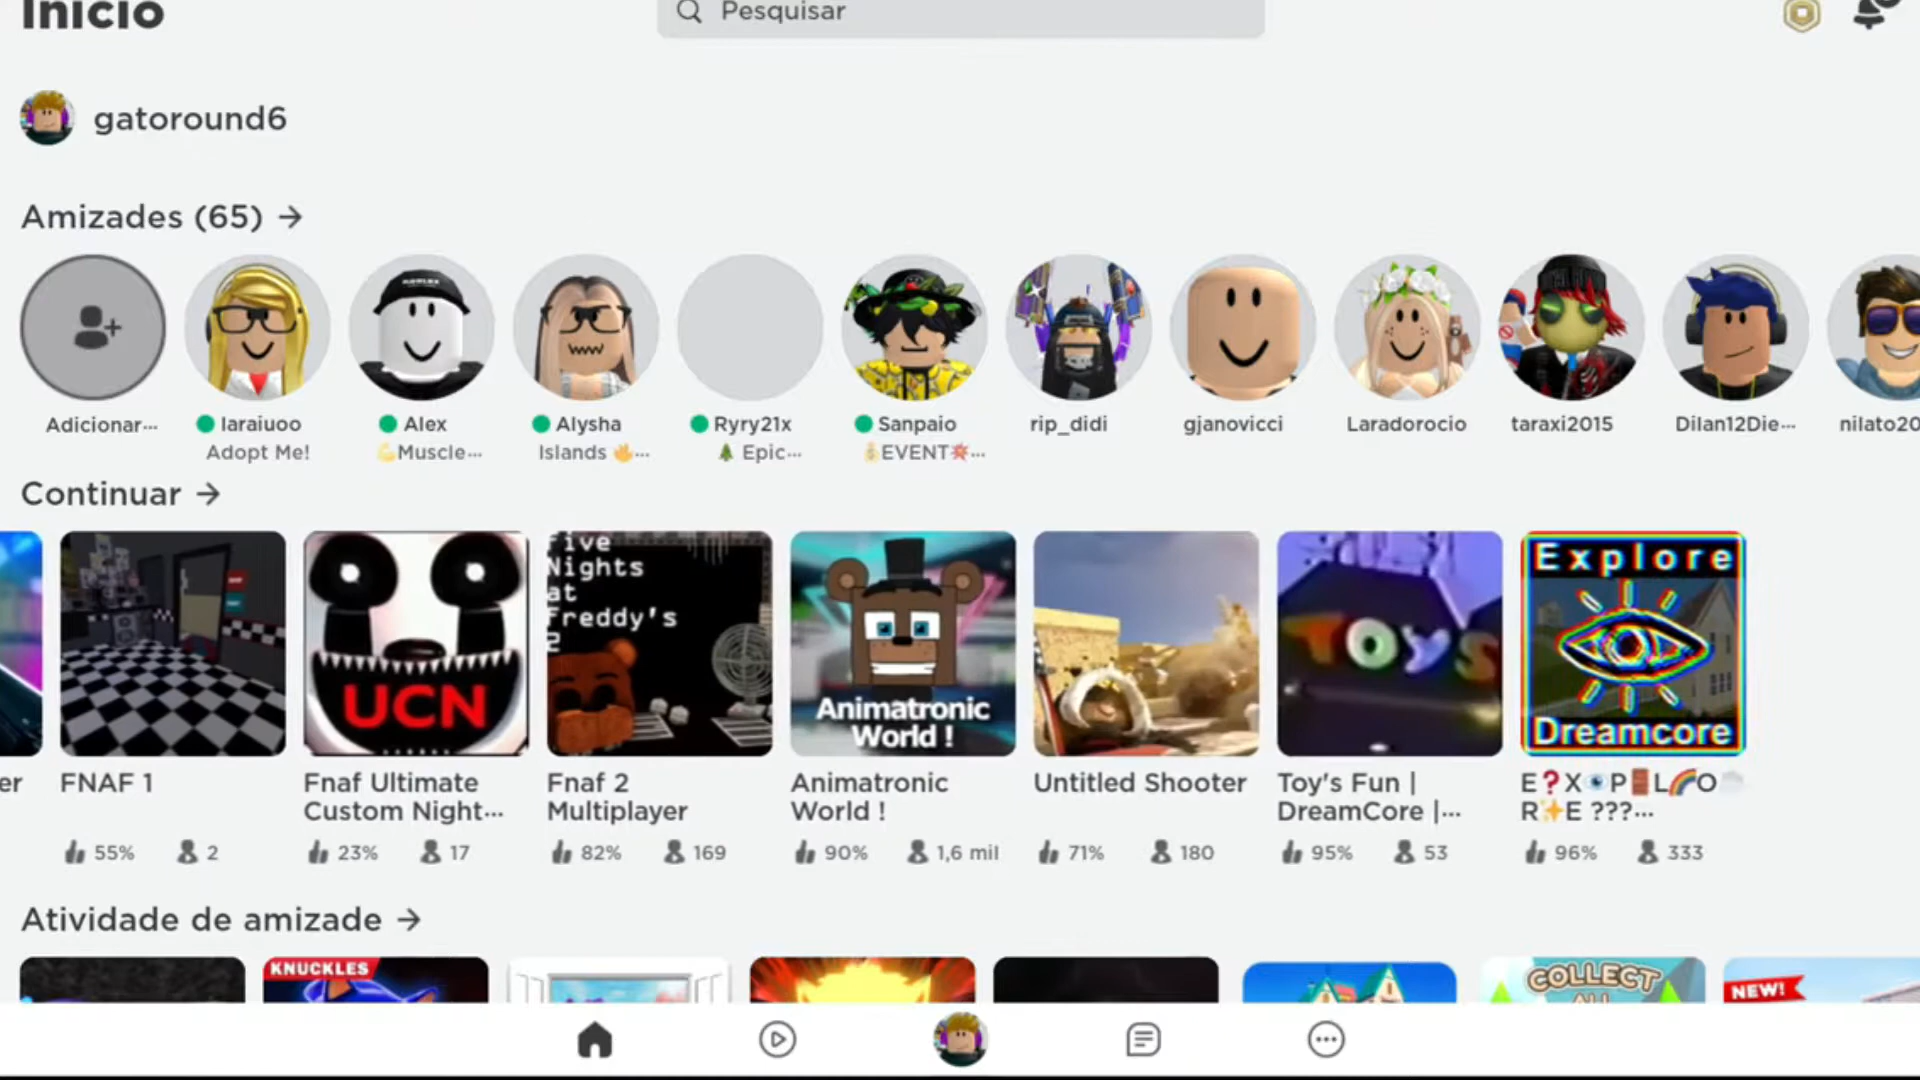 Início
Pesquisar
gatoround6
Amizades (65) →
Adicionar...
laraiuoo
Adopt Me!
Alex
💪Muscle...
Alysha
Islands 🔥...
Ryry21x
🌲 Epic...
Sanpaio
💰EVENT💥...
rip_didi
gjanovicci
Laradorocio
taraxi2015
Dilan12Die...
nilato20
Continuar →
UCN
Five
Nights
at
Freddy's
2
Animatronic
World !
TOYS
Explore
Dreamcore
er
FNAF 1
Fnaf Ultimate
Custom Night...
Fnaf 2
Multiplayer
Animatronic
World !
Untitled Shooter
Toy's Fun |
DreamCore |...
E❓X👁️P🚪L🌈O☁️
R✨E ???...
55% 2
23% 17
82% 169
90% 1,6 mil
71% 180
95% 53
96% 333
Atividade de amizade →
KNUCKLES
COLLECT
ALL
NEW!